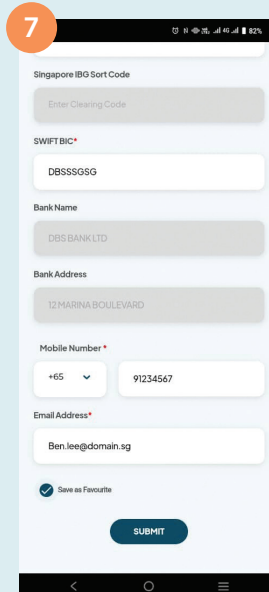 7
4G 82%
Singapore IBG Sort Code
Enter Clearing Code
SWIFT BIC*
DBSSSGSG
Bank Name
DBS BANK LTD
Bank Address
12 MARINA BOULEVARD
Mobile Number *
+65 91234567
Email Address*
Ben.lee@domain.sg
Save as Favourite
SUBMIT